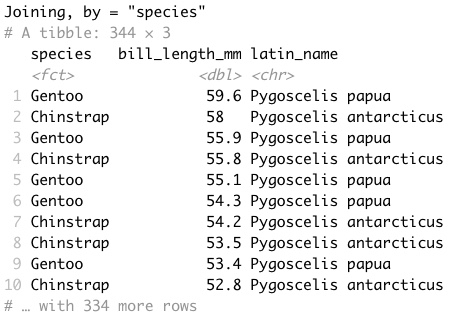 Joining, by = "species"
# A tibble: 344 × 3
species bill_length_mm latin_name
<fct> <dbl> <chr>
1 Gentoo 59.6 Pygoscelis papua
2 Chinstrap 58 Pygoscelis antarcticus
3 Gentoo 55.9 Pygoscelis papua
4 Chinstrap 55.8 Pygoscelis antarcticus
5 Gentoo 55.1 Pygoscelis papua
6 Gentoo 54.3 Pygoscelis papua
7 Chinstrap 54.2 Pygoscelis antarcticus
8 Chinstrap 53.5 Pygoscelis antarcticus
9 Gentoo 53.4 Pygoscelis papua
10 Chinstrap 52.8 Pygoscelis antarcticus
# … with 334 more rows